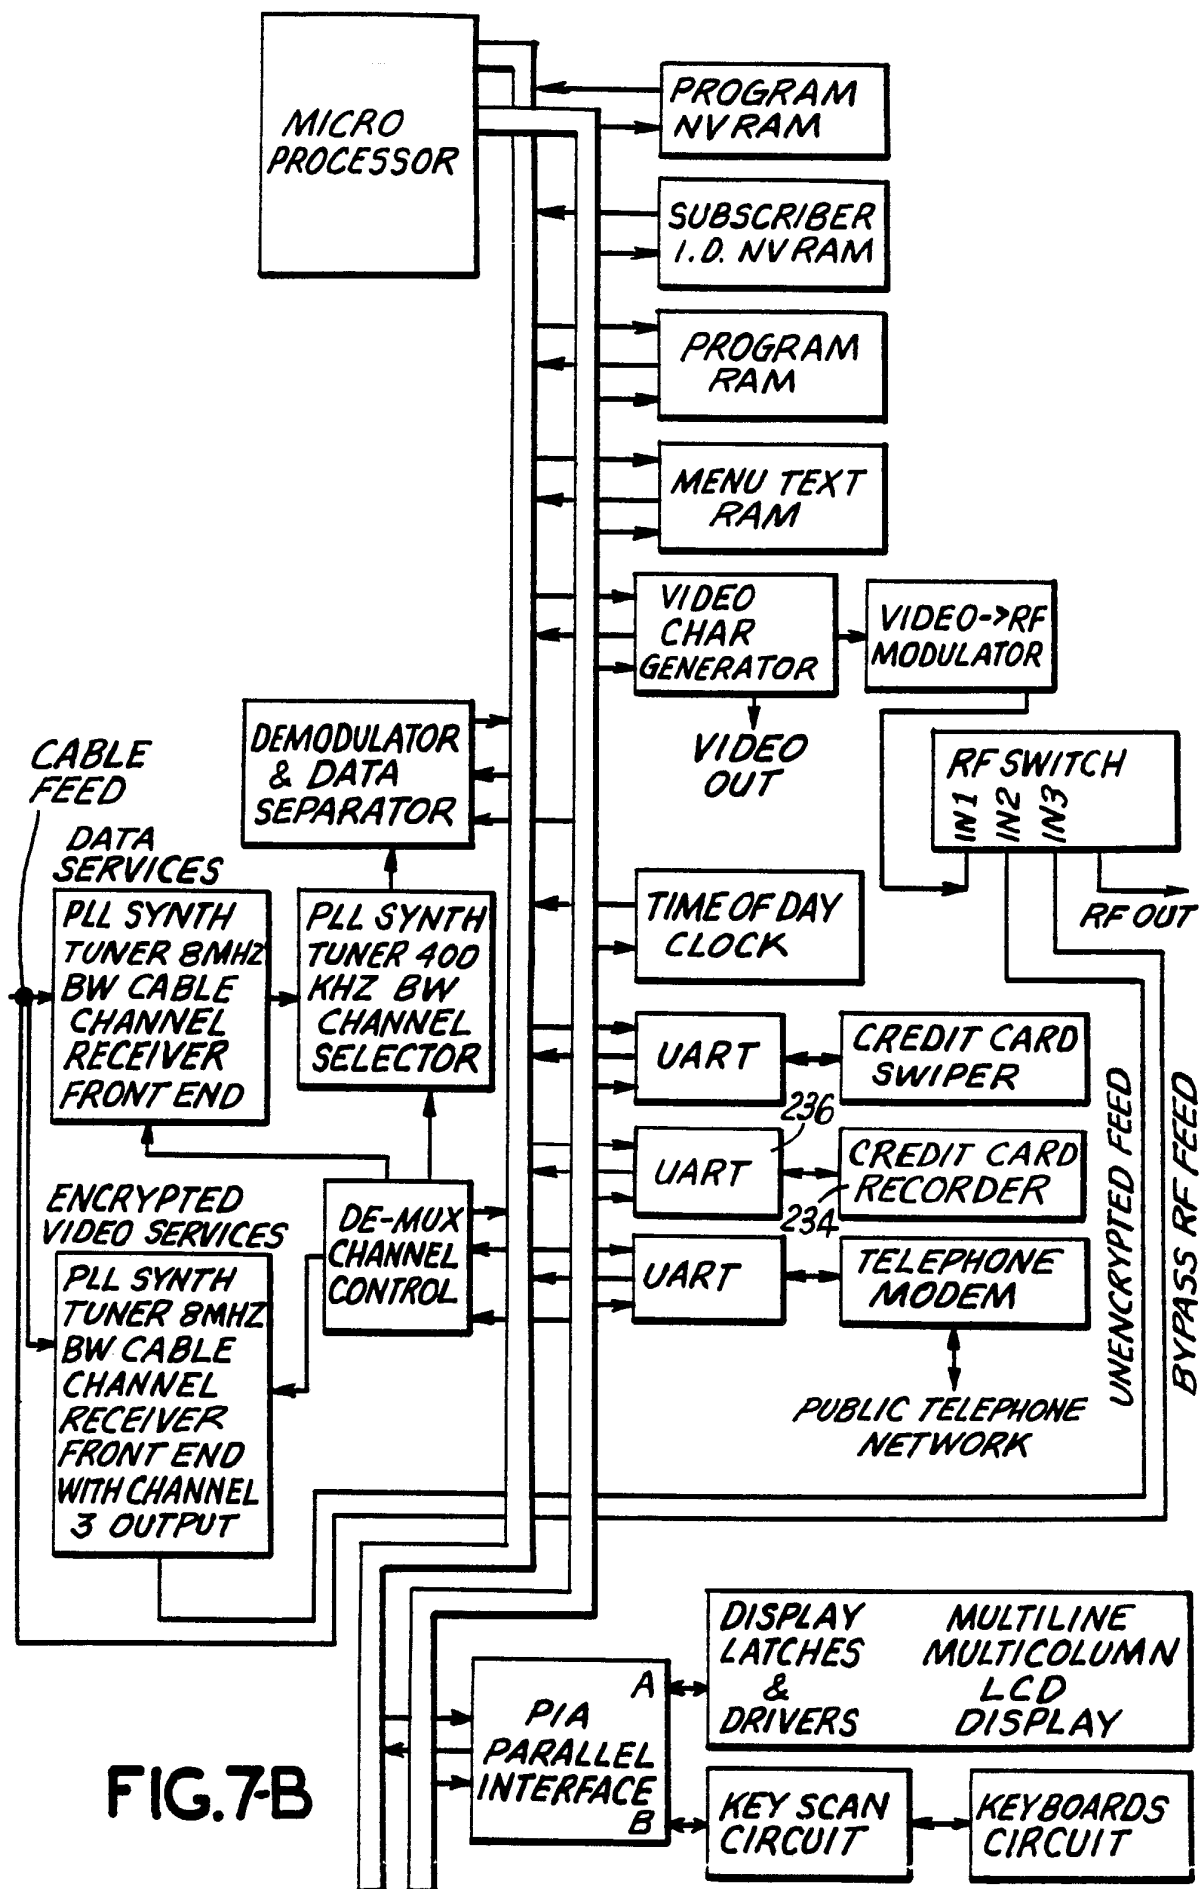 MICRO
PROCESSOR
PROGRAM
NVRAM
SUBSCRIBER
I.D. NVRAM
PROGRAM
RAM
MENU TEXT
RAM
VIDEO
CHAR
GENERATOR
VIDEO->RF
MODULATOR
VIDEO
OUT
RF SWITCH
IN1
IN2
IN3
RF OUT
DEMODULATOR
& DATA
SEPARATOR
CABLE
FEED
DATA
SERVICES
PLL SYNTH
TUNER 8MHZ
BW CABLE
CHANNEL
RECEIVER
FRONT END
PLL SYNTH
TUNER 400
KHZ BW
CHANNEL
SELECTOR
TIME OF DAY
CLOCK
UART
CREDIT CARD
SWIPER
236
UART
CREDIT CARD
RECORDER
234
UART
TELEPHONE
MODEM
PUBLIC TELEPHONE
NETWORK
UNENCRYPTED FEED
BYPASS RF FEED
ENCRYPTED
VIDEO SERVICES
DE-MUX
CHANNEL
CONTROL
PLL SYNTH
TUNER 8MHZ
BW CABLE
CHANNEL
RECEIVER
FRONT END
WITH CHANNEL
3 OUTPUT
DISPLAY
LATCHES
&
DRIVERS
MULTILINE
MULTICOLUMN
LCD
DISPLAY
A
PIA
PARALLEL
INTERFACE
B
KEY SCAN
CIRCUIT
KEYBOARDS
CIRCUIT
FIG.7-B